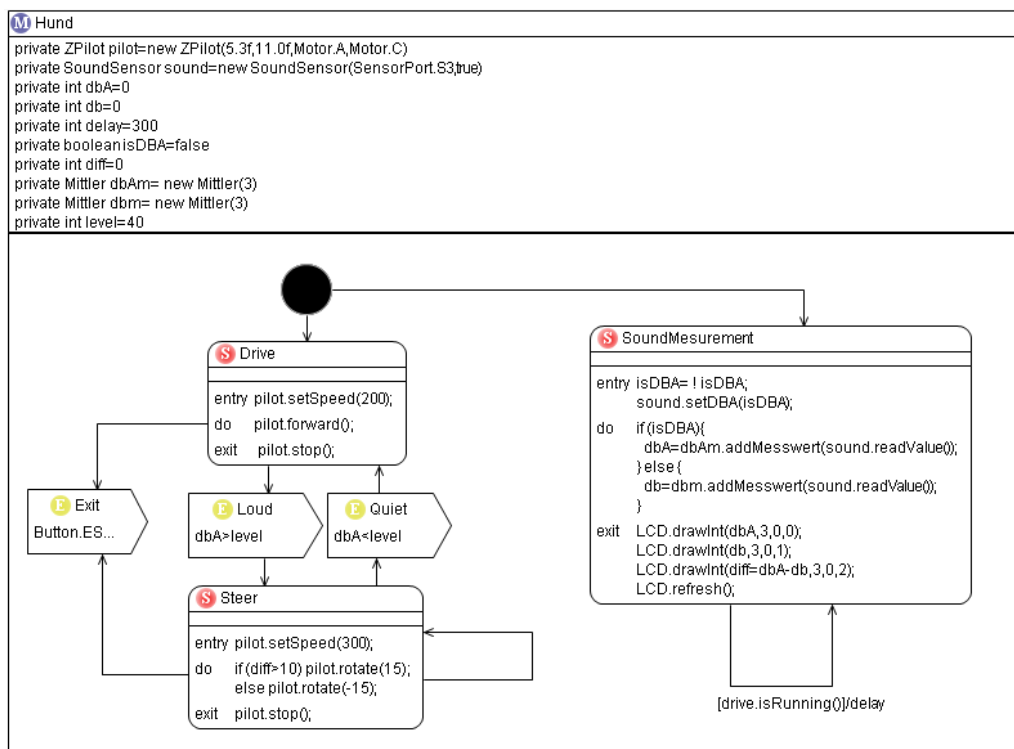 M Hund
private ZPilot pilot=new ZPilot(5.3f,11.0f,Motor.A,Motor.C)
private SoundSensor sound=new SoundSensor(SensorPort.S3,true)
private int dbA=0
private int db=0
private int delay=300
private boolean isDBA=false
private int diff=0
private Mittler dbAm= new Mittler(3)
private Mittler dbm= new Mittler(3)
private int level=40
S Drive
entry pilot.setSpeed(200);
do pilot.forward();
exit pilot.stop();
S SoundMesurement
entry isDBA= ! isDBA;
sound.setDBA(isDBA);
do if(isDBA){
dbA=dbAm.addMesswert(sound.readValue());
} else {
db=dbm.addMesswert(sound.readValue());
}
exit LCD.drawInt(dbA,3,0,0);
LCD.drawInt(db,3,0,1);
LCD.drawInt(diff=dbA-db,3,0,2);
LCD.refresh();
E Exit
Button.ES...
E Loud
dbA>level
E Quiet
dbA<level
S Steer
entry pilot.setSpeed(300);
do if(diff>10) pilot.rotate(15);
else pilot.rotate(-15);
exit pilot.stop();
[drive.isRunning()]/delay